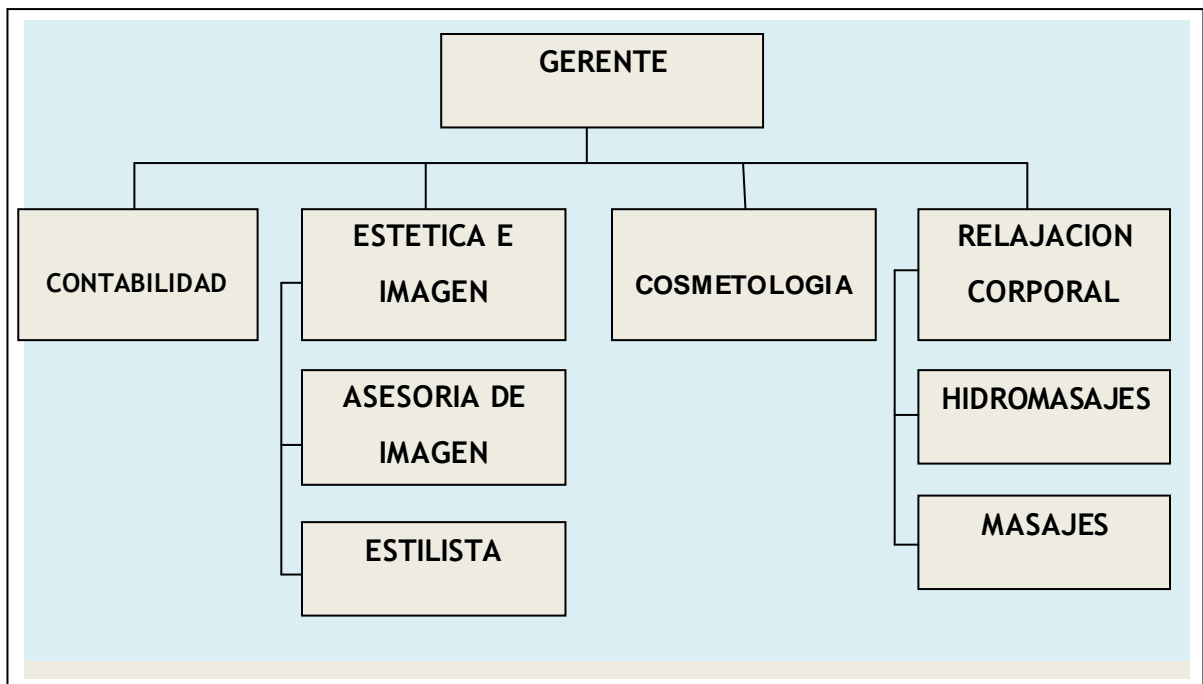 GERENTE
CONTABILIDAD
ESTETICA E
IMAGEN
COSMETOLOGIA
RELAJACION
CORPORAL
ASESORIA DE
IMAGEN
HIDROMASAJES
ESTILISTA
MASAJES